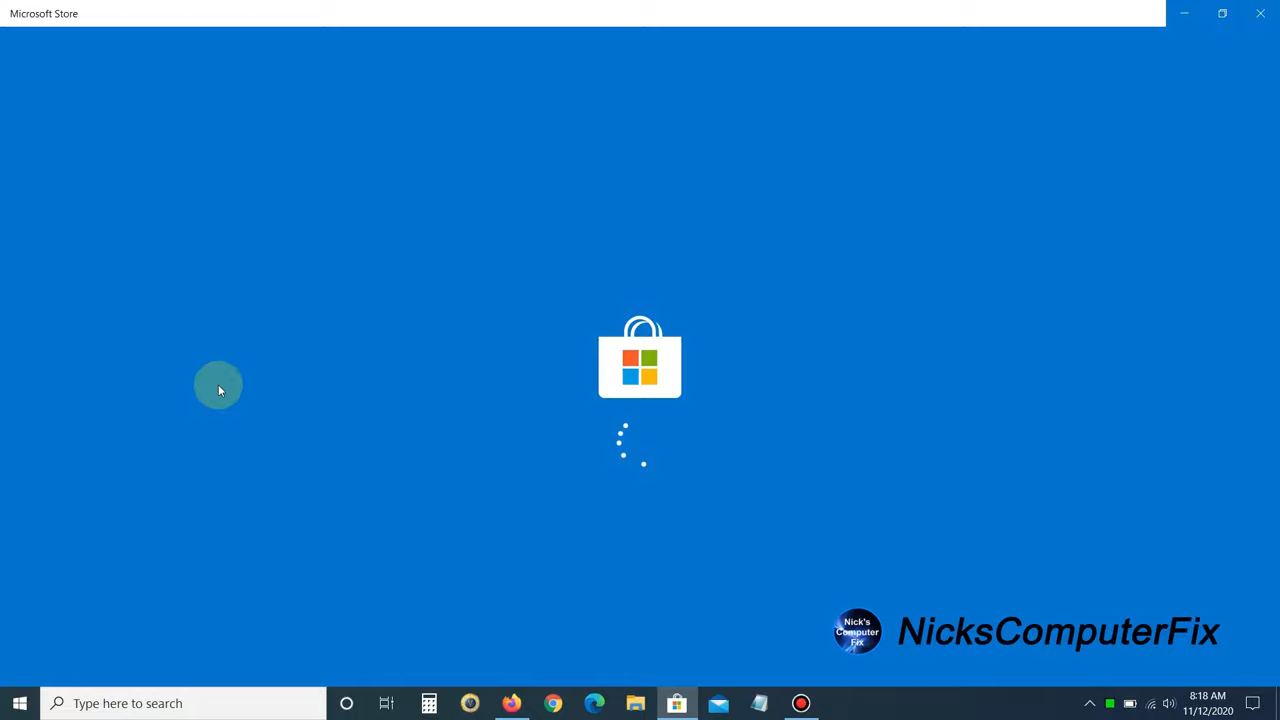 Microsoft Store
Nick's
Computer
Fix
NicksComputerFix
Type here to search
8:18 AM
11/12/2020